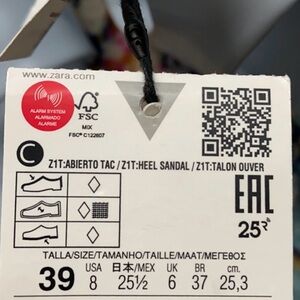 www.zara.com
ALARM SYSTEM
ALARMADO
ALARME
FSC
MIX
FSC® C122807
C
Z1T:ABIERTO TAC / Z1T:HEEL SANDAL / Z1T:TALON OUVER
EAC
25
TALLA/SIZE/TAMANHO/TAILLE/MAAT/ΜΕΓΕΘΟΣ
USA 日本/MEX UK BR cm.
39 8 25½ 6 37 25,3